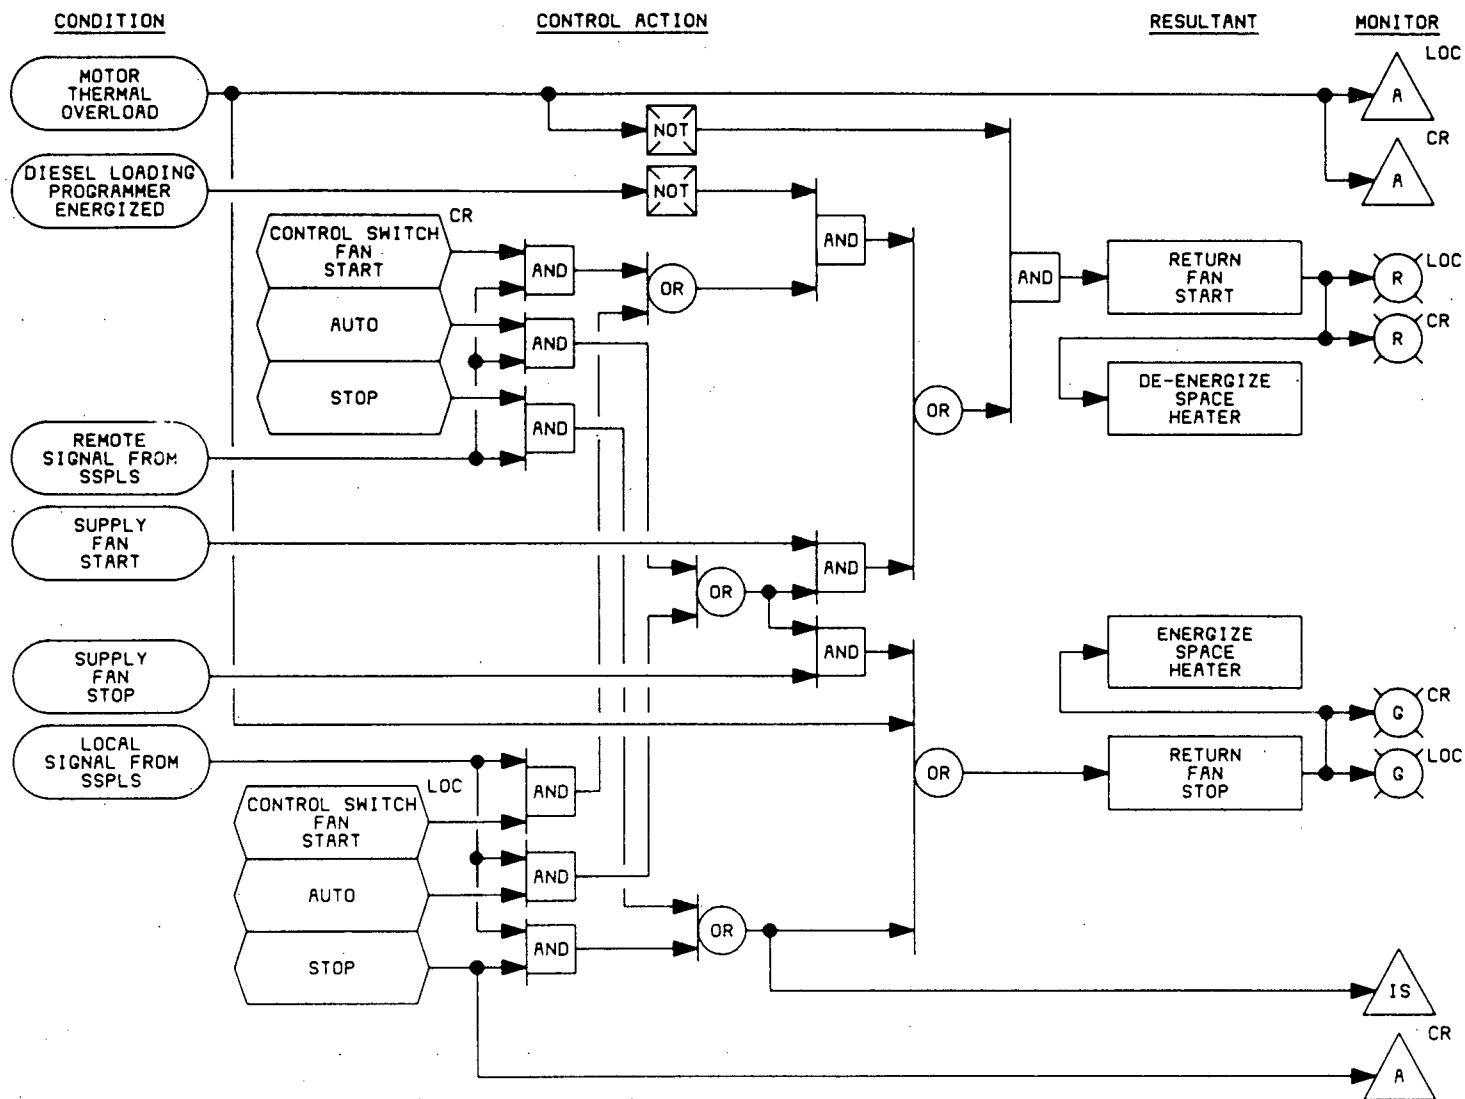 CONDITION
CONTROL ACTION
RESULTANT
MONITOR
MOTOR
THERMAL
OVERLOAD
LOC
A
NOT
CR
A
DIESEL LOADING
PROGRAMMER
ENERGIZED
NOT
AND
CR
CONTROL SWITCH
FAN
START
AND
OR
AND
RETURN
FAN
START
LOC
R
AUTO
AND
CR
R
STOP
AND
OR
DE-ENERGIZE
SPACE
HEATER
REMOTE
SIGNAL FROM
SSPLS
SUPPLY
FAN
START
AND
OR
AND
ENERGIZE
SPACE
HEATER
SUPPLY
FAN
STOP
CR
G
LOCAL
SIGNAL FROM
SSPLS
OR
RETURN
FAN
STOP
LOC
G
LOC
CONTROL SWITCH
FAN
START
AND
AUTO
AND
OR
STOP
AND
IS
CR
A